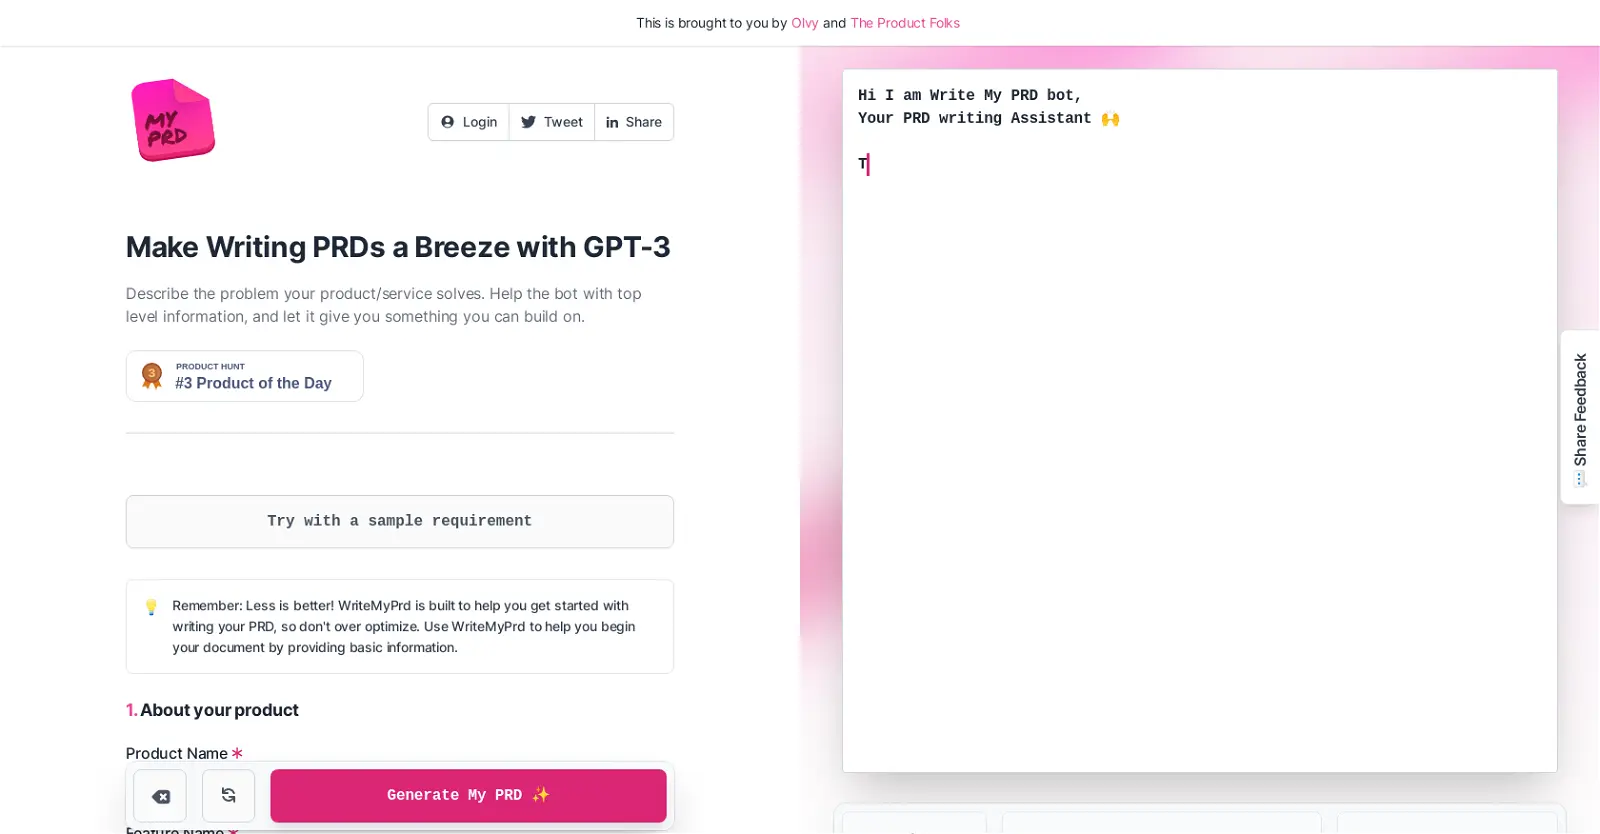 This is brought to you by Olvy and The Product Folks
MY
PRD
Login
Tweet
Share
Make Writing PRDs a Breeze with GPT-3
Describe the problem your product/service solves. Help the bot with top
level information, and let it give you something you can build on.
3
PRODUCT HUNT
#3 Product of the Day
Try with a sample requirement
Remember: Less is better! WriteMyPrd is built to help you get started with
writing your PRD, so don't over optimize. Use WriteMyPrd to help you begin
your document by providing basic information.
1. About your product
Product Name *
Generate My PRD ✨
Feature Name *
Hi I am Write My PRD bot,
Your PRD writing Assistant 🙌
T
Share Feedback